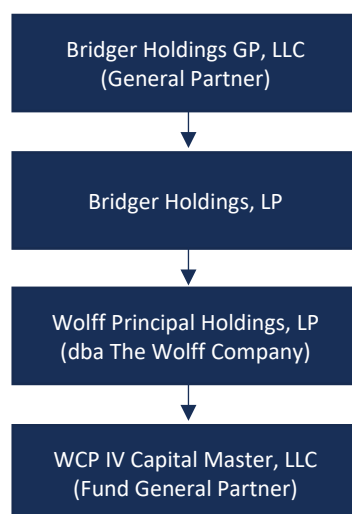 Bridger Holdings GP, LLC
(General Partner)
Bridger Holdings, LP
Wolff Principal Holdings, LP
(dba The Wolff Company)
WCP IV Capital Master, LLC
(Fund General Partner)